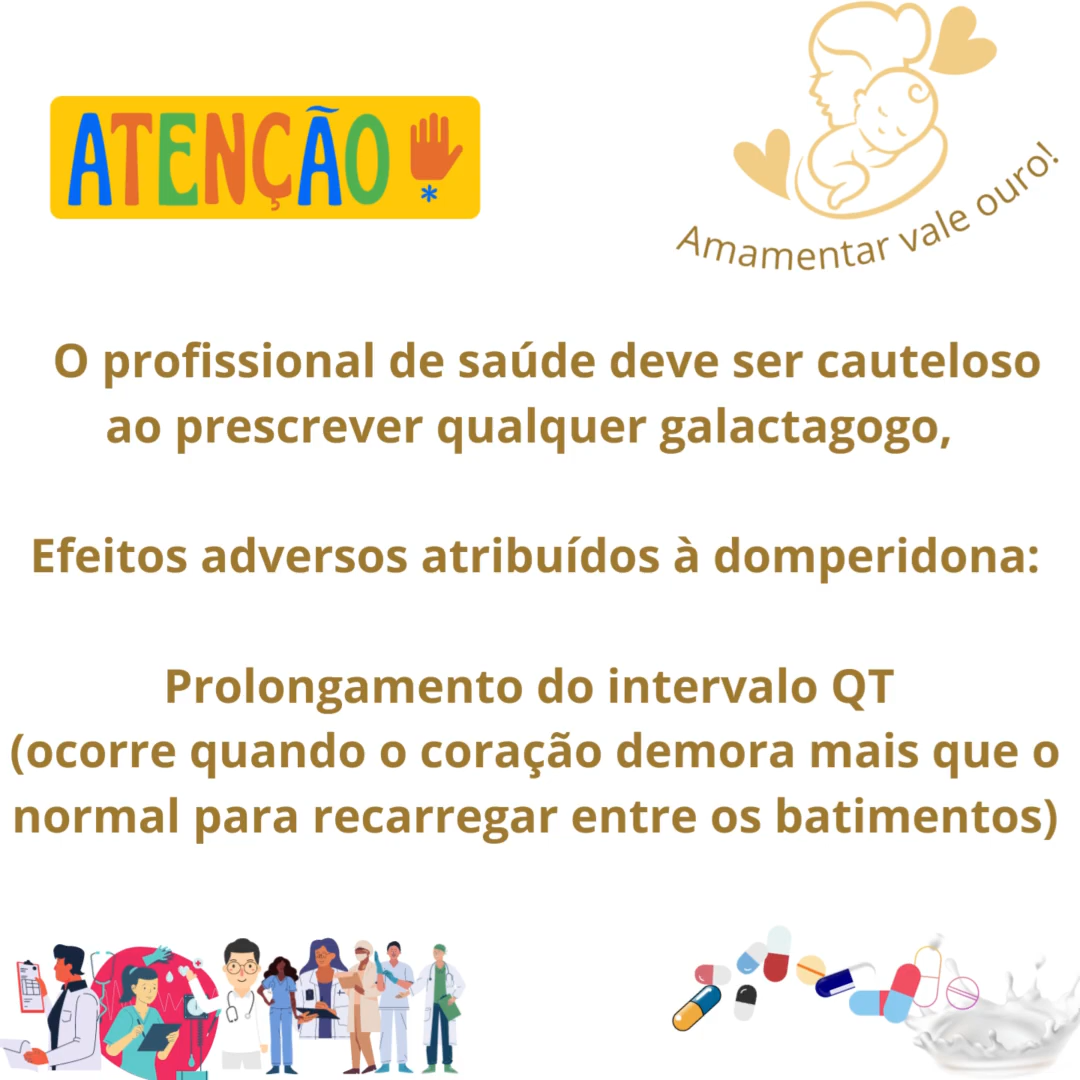 ATENÇÃO
*
Amamentar vale ouro!
O profissional de saúde deve ser cauteloso
ao prescrever qualquer galactagogo,
Efeitos adversos atribuídos à domperidona:
Prolongamento do intervalo QT
(ocorre quando o coração demora mais que o
normal para recarregar entre os batimentos)